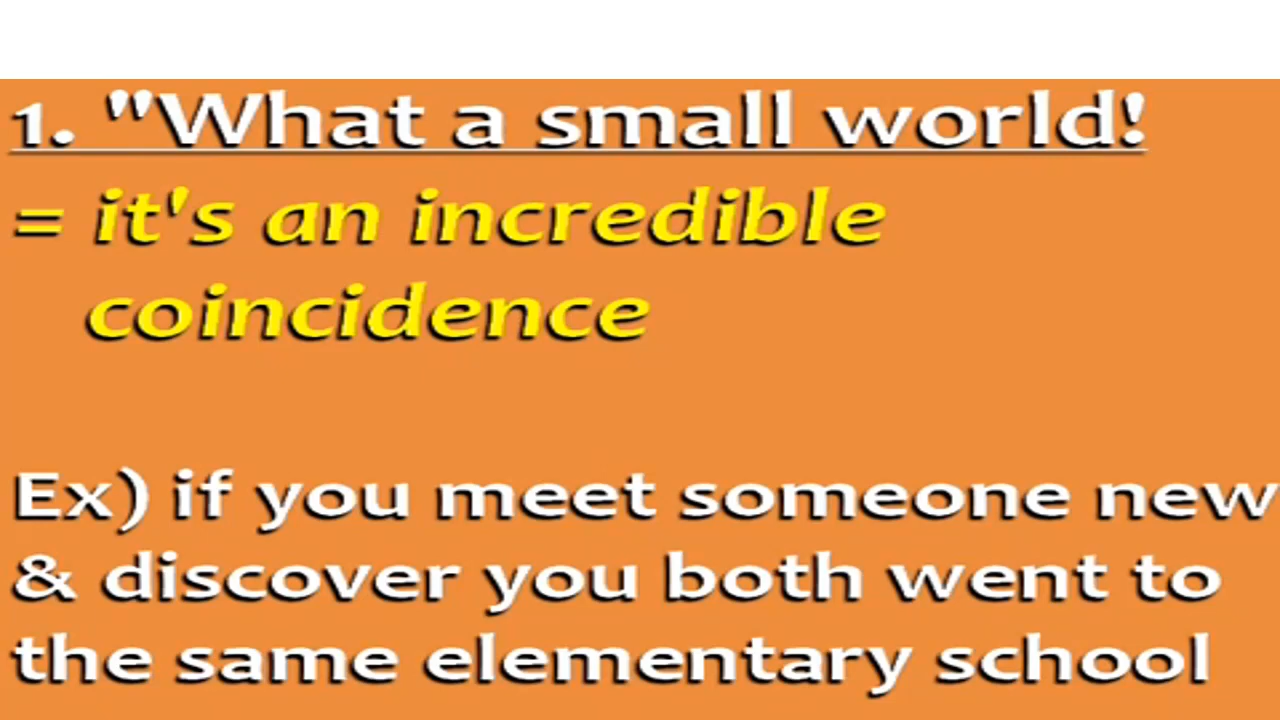 1. "What a small world!
= it's an incredible
coincidence
Ex) if you meet someone new
& discover you both went to
the same elementary school